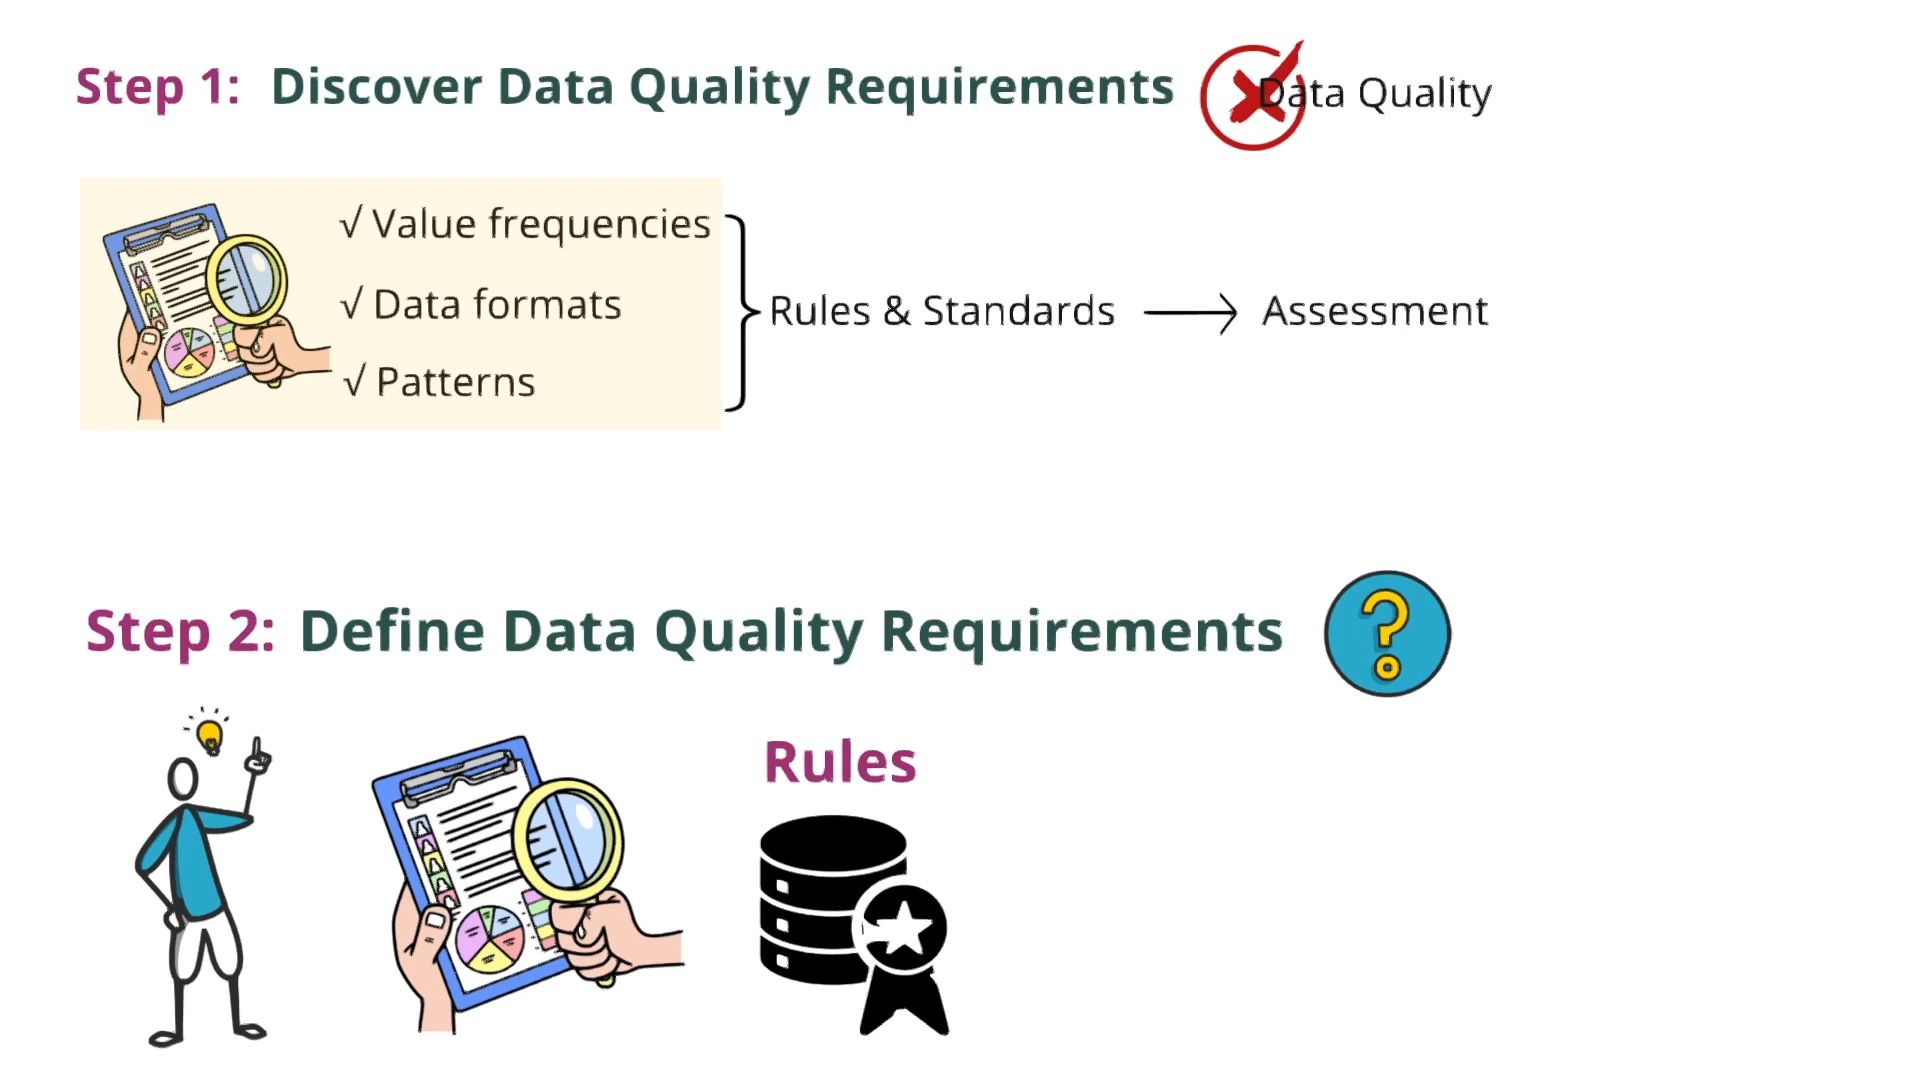 Step 1: Discover Data Quality Requirements Data Quality
√ Value frequencies
√ Data formats
Rules & Standards → Assessment
√ Patterns
Step 2: Define Data Quality Requirements ?
Rules